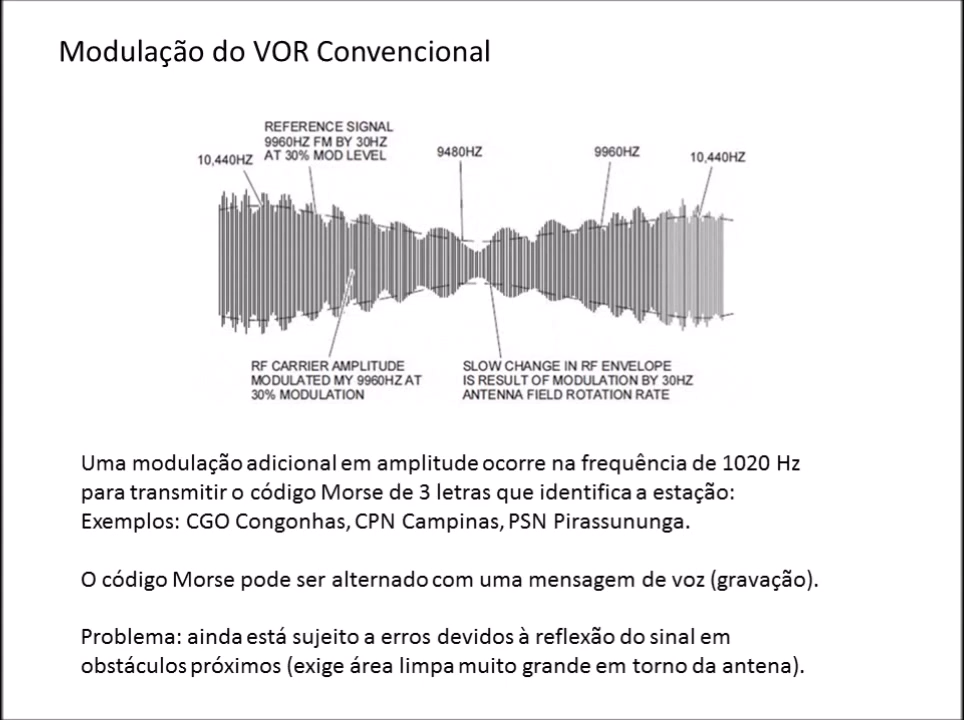 Modulação do VOR Convencional
REFERENCE SIGNAL
9960HZ FM BY 30HZ
AT 30% MOD LEVEL
10,440HZ
9480HZ
9960HZ
10,440HZ
RF CARRIER AMPLITUDE
MODULATED MY 9960HZ AT
30% MODULATION
SLOW CHANGE IN RF ENVELOPE
IS RESULT OF MODULATION BY 30HZ
ANTENNA FIELD ROTATION RATE
Uma modulação adicional em amplitude ocorre na frequência de 1020 Hz
para transmitir o código Morse de 3 letras que identifica a estação:
Exemplos: CGO Congonhas, CPN Campinas, PSN Pirassununga.
O código Morse pode ser alternado com uma mensagem de voz (gravação).
Problema: ainda está sujeito a erros devidos à reflexão do sinal em
obstáculos próximos (exige área limpa muito grande em torno da antena).